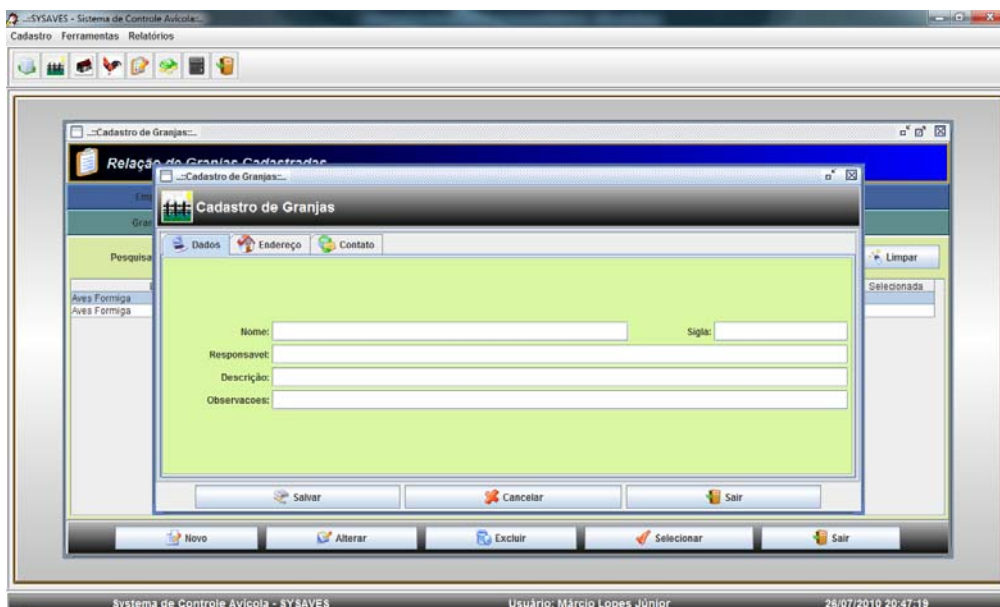 ..::SYSAVES - Sistema de Controle Avícola::..
Cadastro Ferramentas Relatórios
..::Cadastro de Granjas::..
Relação de Granjas Cadastradas
..::Cadastro de Granjas::..
Cadastro de Granjas
Dados Endereço Contato
Pesquisa Limpar
Selecionada
Aves Formiga
Aves Formiga
Nome: Sigla:
Responsavel:
Descrição:
Observacoes:
Salvar Cancelar Sair
Novo Alterar Excluir Selecionar Sair
Systema de Controle Avícola - SYSAVES Usuário: Márcio Lopes Júnior 26/07/2010 20:47:19